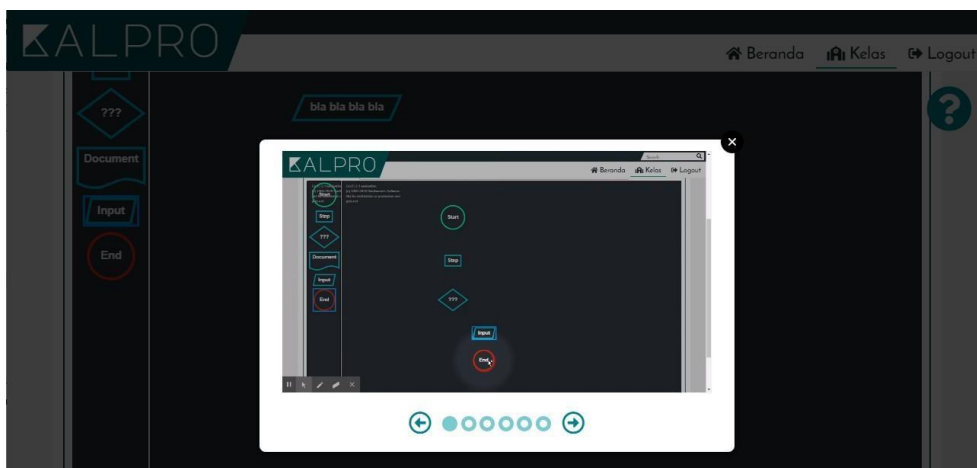 KALPRO
Beranda Kelas Logout
???
bla bla bla bla
Document
Input
End
?
KALPRO
Search
Beranda Kelas Logout
Start
Start
Step
Step
???
???
Document
Input
Input
End
End